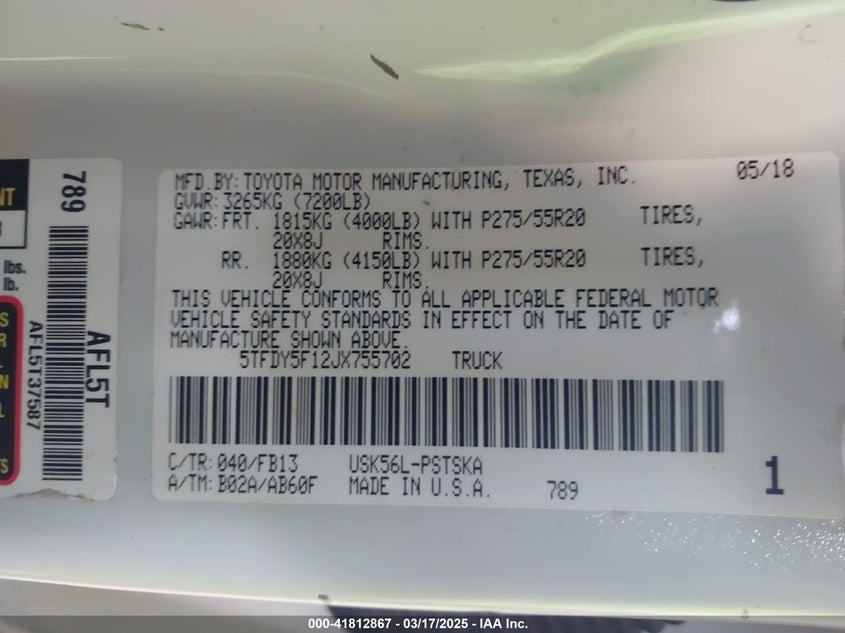 MFD.BY:TOYOTA MOTOR MANUFACTURING, TEXAS, INC. 05/18
GVWR:3265KG (7200LB)
GAWR:FRT. 1815KG (4000LB) WITH P275/55R20 TIRES,
20X8J RIMS.
RR. 1880KG (4150LB) WITH P275/55R20 TIRES,
20X8J RIMS.
THIS VEHICLE CONFORMS TO ALL APPLICABLE FEDERAL MOTOR
VEHICLE SAFETY STANDARDS IN EFFECT ON THE DATE OF
MANUFACTURE SHOWN ABOVE.
5TFDY5F12JX755702 TRUCK
C/TR:040/FB13 USK56L-PSTSKA
A/TM:B02A/AB60F MADE IN U.S.A. 789
1
789
AFL5T
AFL5T37587
lbs.
lb.
000-41812867 - 03/17/2025 - IAA Inc.